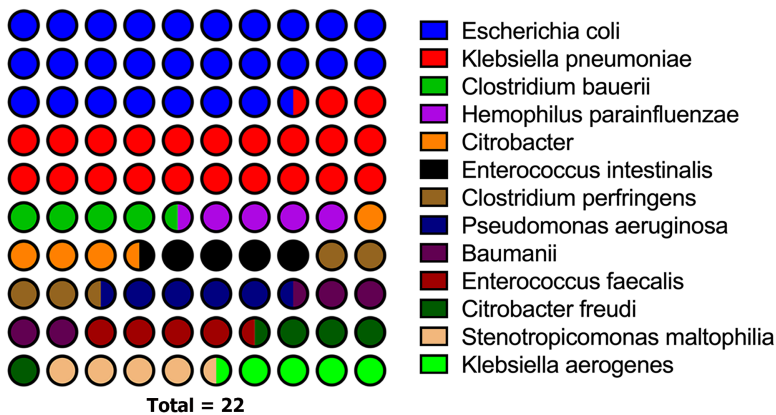 Escherichia coli
Klebsiella pneumoniae
Clostridium bauerii
Hemophilus parainfluenzae
Citrobacter
Enterococcus intestinalis
Clostridium perfringens
Pseudomonas aeruginosa
Baumanii
Enterococcus faecalis
Citrobacter freudi
Stenotropicomonas maltophilia
Klebsiella aerogenes
Total = 22